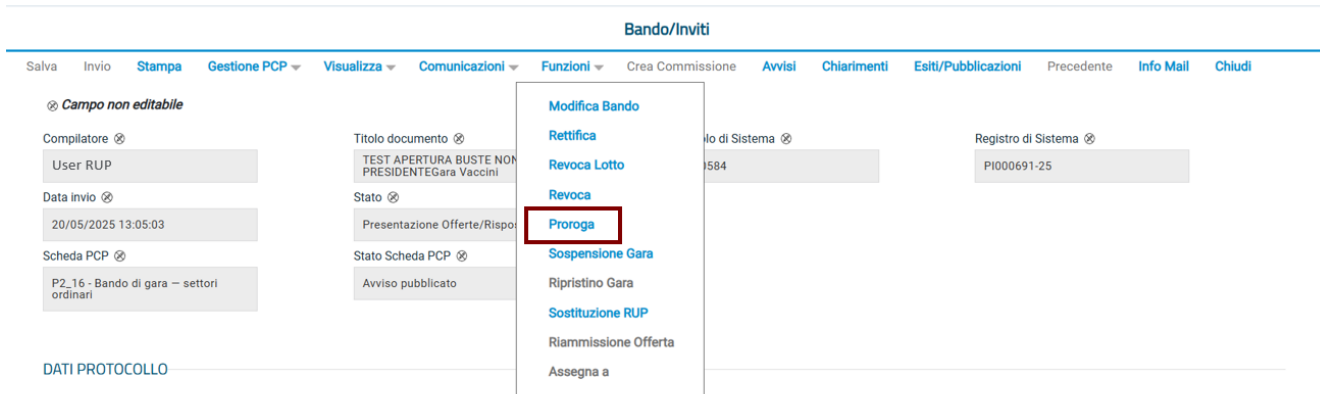 Bando/Inviti
Salva Invio Stampa Gestione PCP Visualizza Comunicazioni Funzioni Crea Commissione Avvisi Chiarimenti Esiti/Pubblicazioni Precedente Info Mail Chiudi
Campo non editabile
Modifica Bando
Rettifica
Revoca Lotto
Revoca
Proroga
Sospensione Gara
Ripristino Gara
Sostituzione RUP
Riammissione Offerta
Assegna a
Compilatore
User RUP
Titolo documento
TEST APERTURA BUSTE NON
PRESIDENTEGara Vaccini
di Sistema
584
Registro di Sistema
PI000691-25
Data invio
20/05/2025 13:05:03
Stato
Presentazione Offerte/Rispos
Scheda PCP
P2_16 - Bando di gara – settori
ordinari
Stato Scheda PCP
Avviso pubblicato
DATI PROTOCOLLO